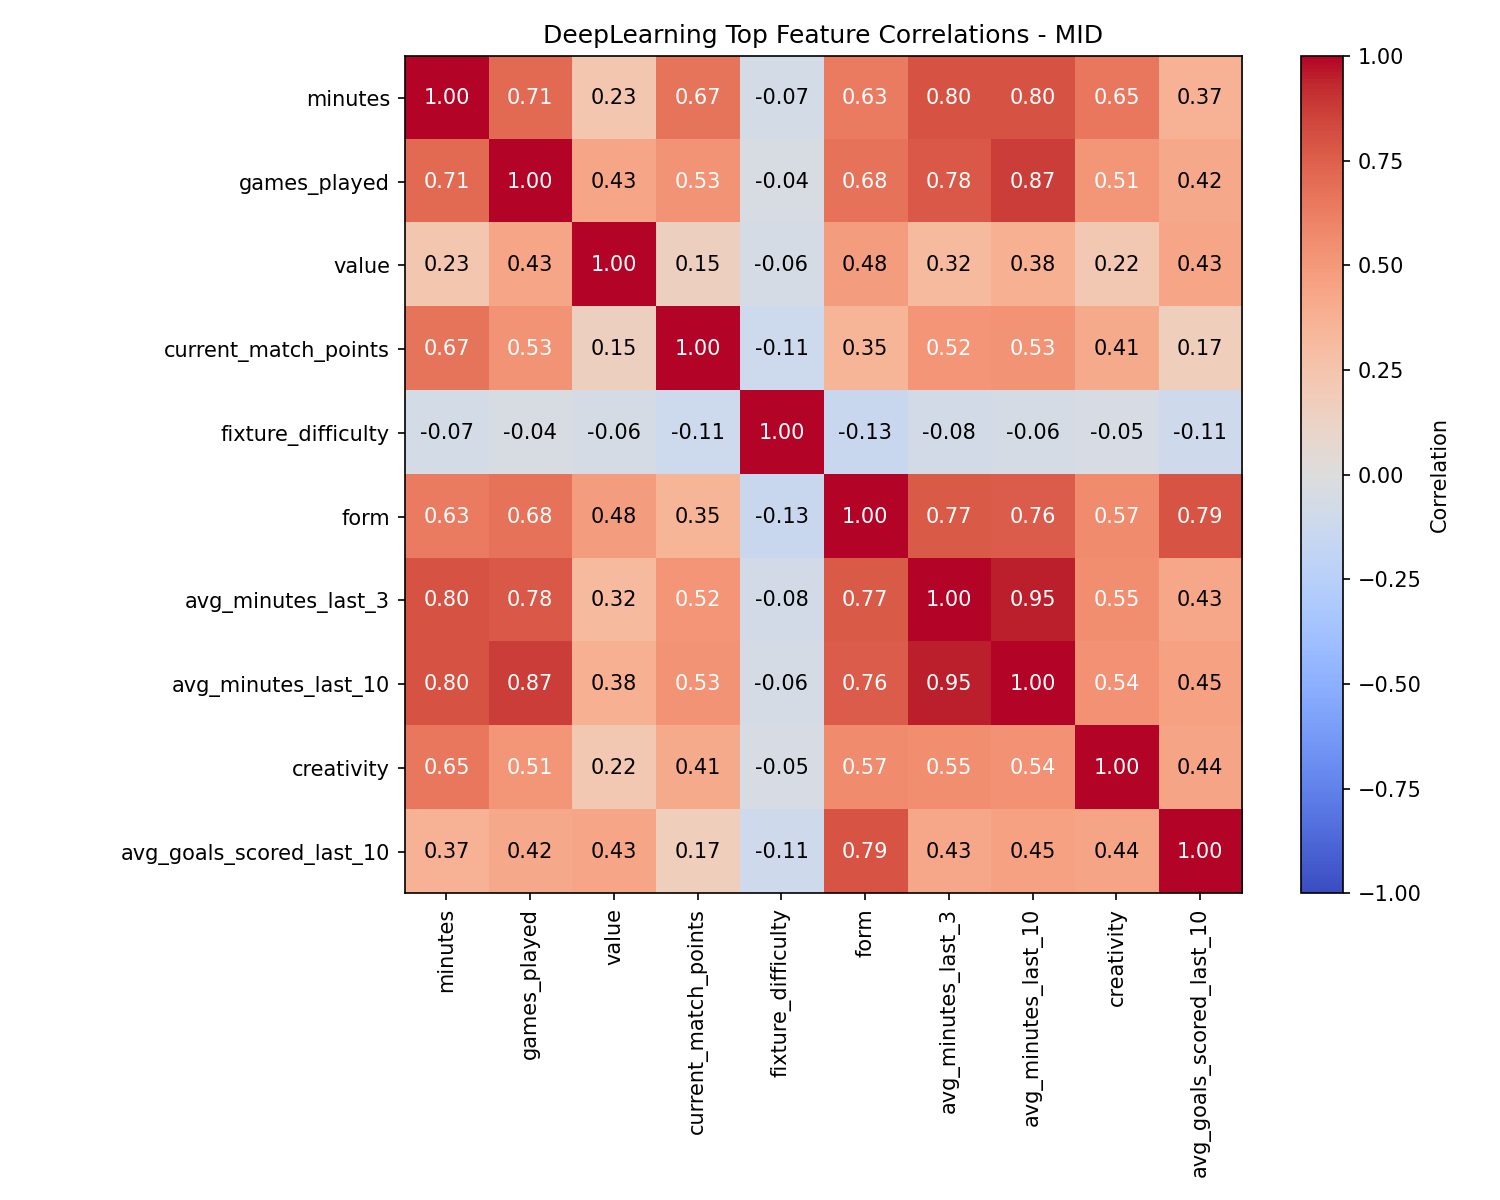 DeepLearning Top Feature Correlations - MID
minutes 1.00 0.71 0.23 0.67 -0.07 0.63 0.80 0.80 0.65 0.37
games_played 0.71 1.00 0.43 0.53 -0.04 0.68 0.78 0.87 0.51 0.42
value 0.23 0.43 1.00 0.15 -0.06 0.48 0.32 0.38 0.22 0.43
current_match_points 0.67 0.53 0.15 1.00 -0.11 0.35 0.52 0.53 0.41 0.17
fixture_difficulty -0.07 -0.04 -0.06 -0.11 1.00 -0.13 -0.08 -0.06 -0.05 -0.11
form 0.63 0.68 0.48 0.35 -0.13 1.00 0.77 0.76 0.57 0.79
avg_minutes_last_3 0.80 0.78 0.32 0.52 -0.08 0.77 1.00 0.95 0.55 0.43
avg_minutes_last_10 0.80 0.87 0.38 0.53 -0.06 0.76 0.95 1.00 0.54 0.45
creativity 0.65 0.51 0.22 0.41 -0.05 0.57 0.55 0.54 1.00 0.44
avg_goals_scored_last_10 0.37 0.42 0.43 0.17 -0.11 0.79 0.43 0.45 0.44 1.00
minutes
games_played
value
current_match_points
fixture_difficulty
form
avg_minutes_last_3
avg_minutes_last_10
creativity
avg_goals_scored_last_10
1.00
0.75
0.50
0.25
0.00
−0.25
−0.50
−0.75
−1.00
Correlation